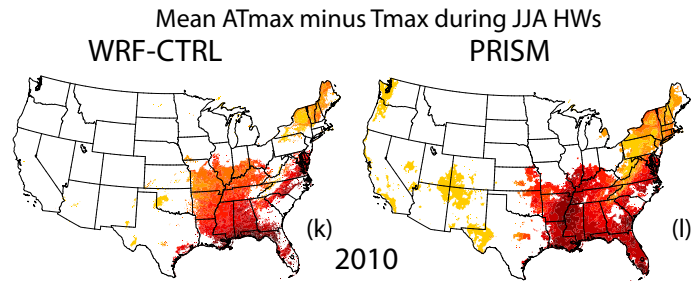 Mean ATmax minus Tmax during JJA HWs
WRF-CTRL
PRISM
(k)
(l)
2010